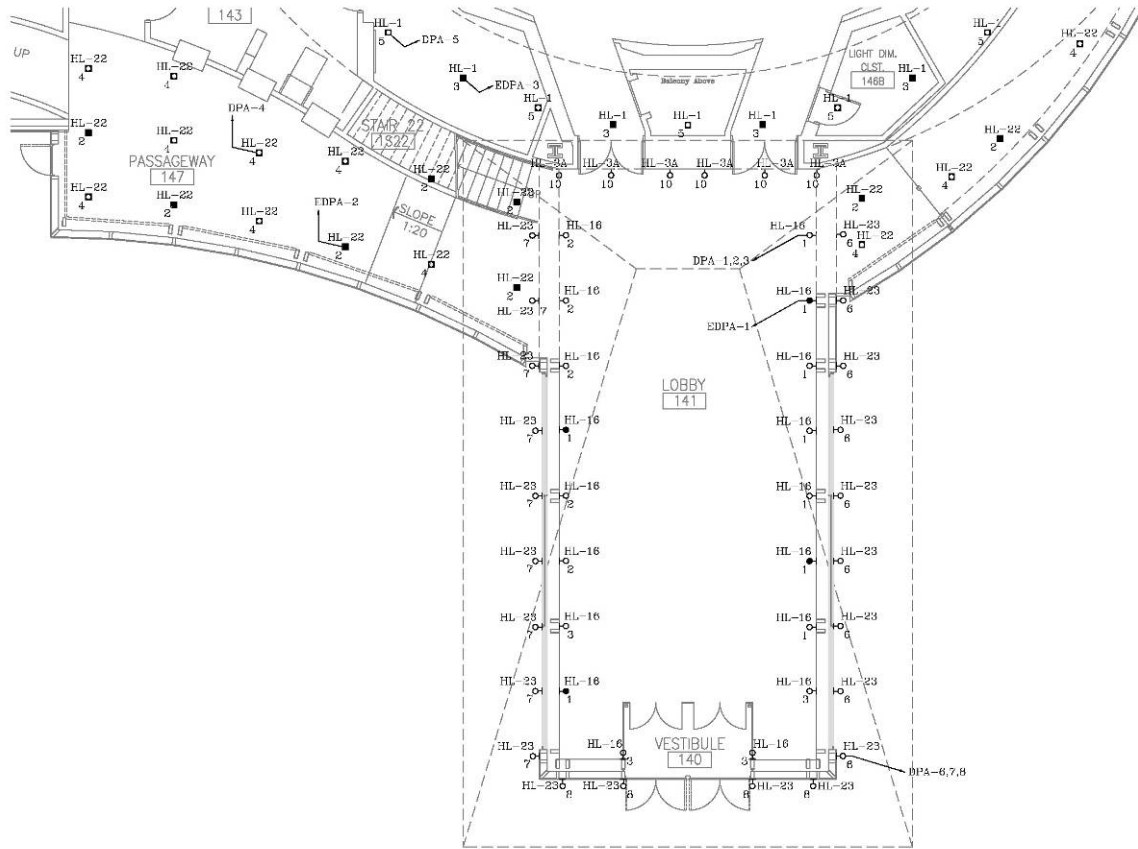 143
UP
HL-22
4
HL-22
4
HL-1
5
DPA-5
HL-1
3
EDPA-3
HL-1
5
HL-1
3
Balcony Above
HL-1
5
HL-1
3
LIGHT DIM.
CLST.
146B
HL-1
5
HL-1
3
HL-1
5
HL-22
4
DPA-4
HL-22
2
HL-22
4
HL-22
4
HL-22
4
STAIR 22
1S22
HL-22
2
HL-22
2
HL-22
4
PASSAGEWAY
147
HL-22
4
HL-22
2
HL-22
4
EDPA-2
HL-22
2
SLOPE
1:20
HL-22
4
HL-22
2
UP
HL-22
2
HL-3A
10
HL-3A
10
HL-3A
10
HL-3A
10
HL-3A
10
HL-3A
10
HL-22
2
HL-22
4
HL-23
7
HL-16
2
HL-16
1
HL-23
6
DPA-1,2,3
HL-23
7
HL-16
2
HL-16
1
HL-23
6
EDPA-1
HL-23
7
HL-16
2
HL-16
1
HL-23
6
LOBBY
141
HL-23
7
HL-16
1
HL-16
1
HL-23
6
HL-23
7
HL-16
2
HL-16
1
HL-23
6
HL-23
7
HL-16
2
HL-16
1
HL-23
6
HL-23
7
HL-16
3
HL-16
1
HL-23
6
HL-23
7
HL-16
1
HL-16
3
HL-23
6
HL-23
7
HL-16
3
VESTIBULE
140
HL-16
3
HL-23
6
DPA-6,7,8
HL-23
8
HL-23
8
HL-23
8
HL-23
8